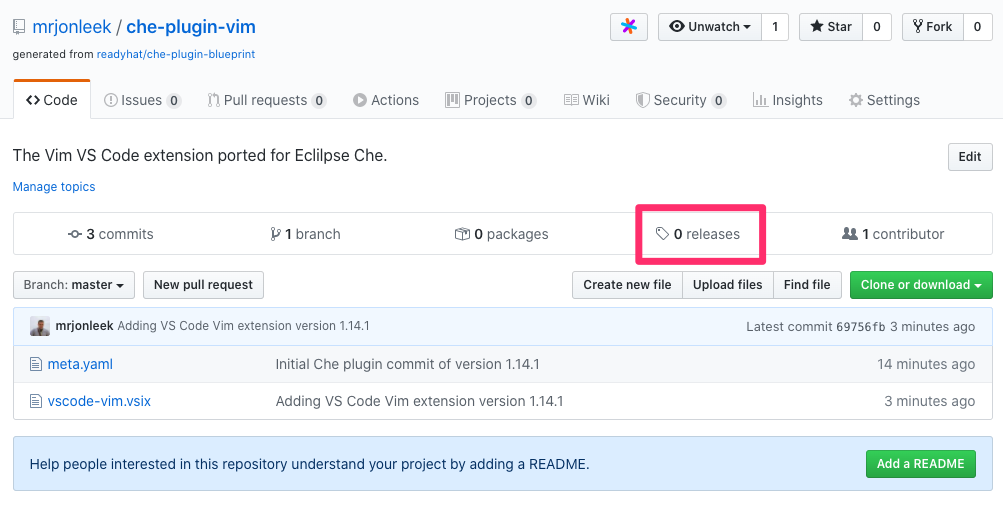 mrjonleek / che-plugin-vim
Unwatch 1 Star 0 Fork 0
generated from readyhat/che-plugin-blueprint
Code Issues 0 Pull requests 0 Actions Projects 0 Wiki Security 0 Insights Settings
The Vim VS Code extension ported for Eclilpse Che.
Edit
Manage topics
3 commits 1 branch 0 packages 0 releases 1 contributor
Branch: master New pull request Create new file Upload files Find file Clone or download
mrjonleek Adding VS Code Vim extension version 1.14.1 Latest commit 69756fb 3 minutes ago
meta.yaml Initial Che plugin commit of version 1.14.1 14 minutes ago
vscode-vim.vsix Adding VS Code Vim extension version 1.14.1 3 minutes ago
Help people interested in this repository understand your project by adding a README. Add a README